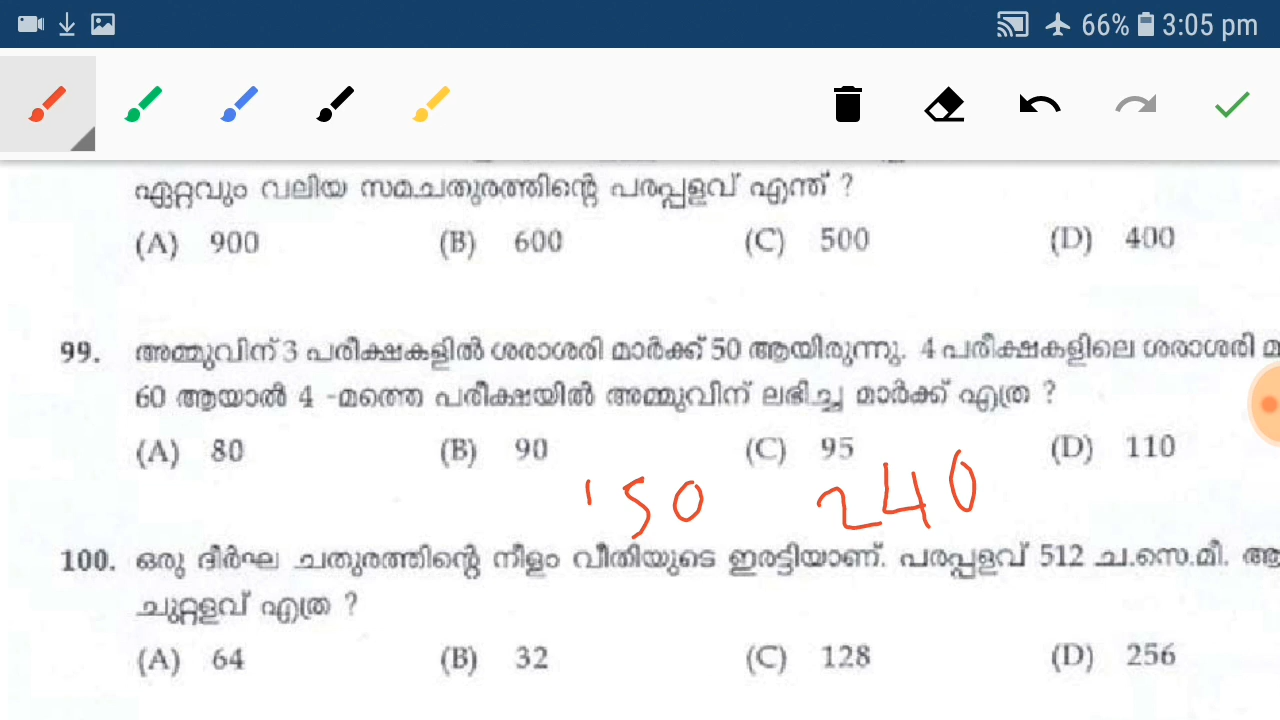 66% 3:05 pm
ഏറ്റവും വലിയ സമചതുരത്തിന്റെ പരപ്പളവ് എന്ത് ?
(A) 900 (B) 600 (C) 500 (D) 400
99. അമ്മുവിന് 3 പരീക്ഷകളിൽ ശരാശരി മാർക്ക് 50 ആയിരുന്നു. 4 പരീക്ഷകളിലെ ശരാശരി
60 ആയാൽ 4 -മത്തെ പരീക്ഷയിൽ അമ്മുവിന് ലഭിച്ച മാർക്ക് എത്ര ?
(A) 80 (B) 90 (C) 95 (D) 110
150 240
100. ഒരു ദീർഘ ചതുരത്തിന്റെ നീളം വീതിയുടെ ഇരട്ടിയാണ്. പരപ്പളവ് 512 ച.സെ.മീ.
ചുറ്റളവ് എത്ര ?
(A) 64 (B) 32 (C) 128 (D) 256